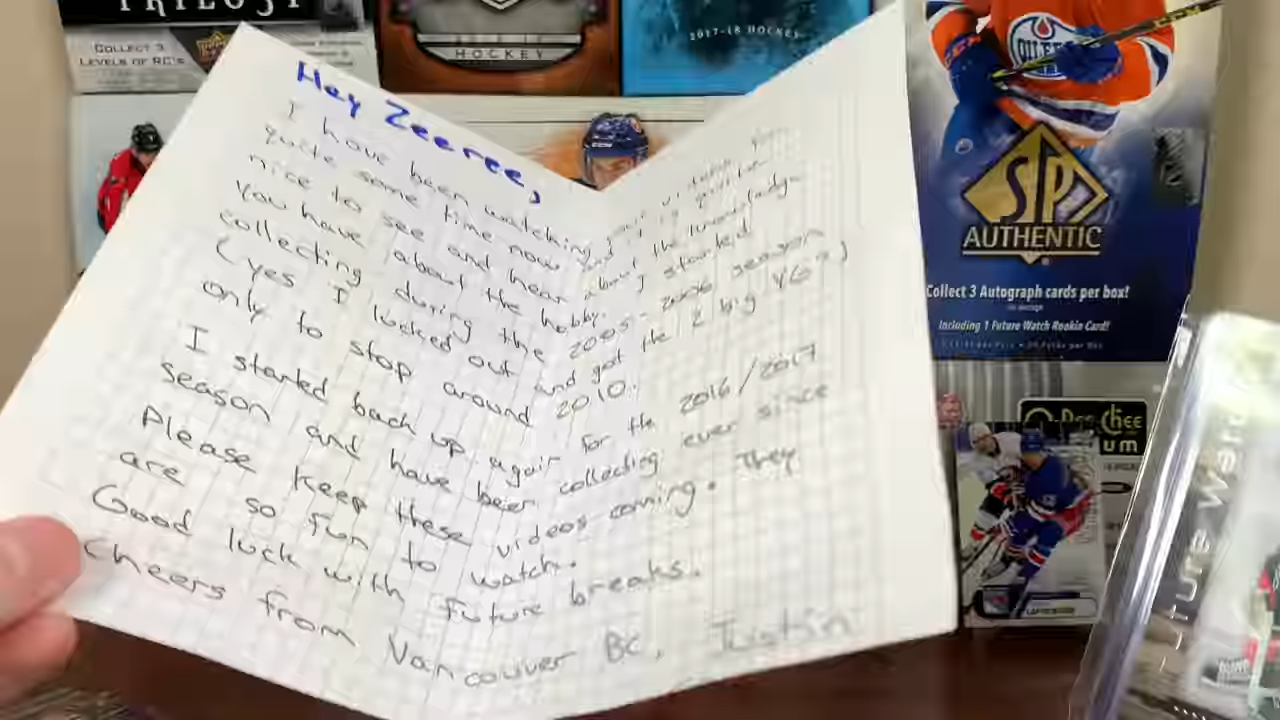 TRILOGY
COLLECT 3
LEVELS OF RC'S
HOCKEY
2017-18 HOCKEY
Hey Zeeree,
I have been watching your videos for
quite some time now and it is quite
nice to see and hear about the knowledge
you have about the hobby. I started
collecting during the 2005-2006 season
(yes I lucked out and got the 2 big YG's)
only to stop around 2010.
I started back up again for the 2016/2017
season and have been collecting ever since
Please keep these videos coming. They
are so fun to watch.
Good luck with future breaks.
Cheers from Vancouver BC, Justin
OILERS
SP
AUTHENTIC
Collect 3 Autograph cards per box!
Including 1 Future Watch Rookie Card!
O-Pee-Chee